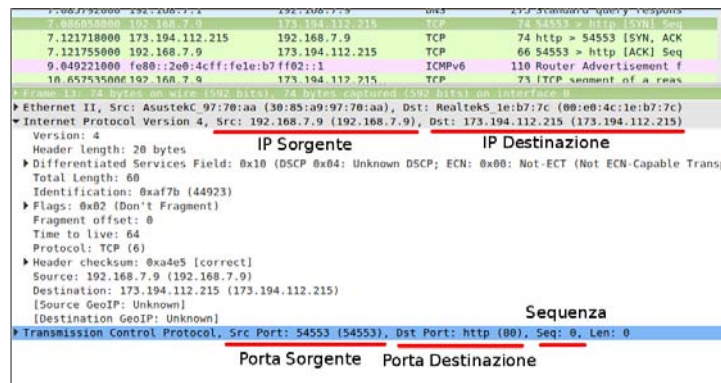 7.086058000 192.168.7.9 173.194.112.215 TCP 74 54553 > http [SYN] Seq
7.121718000 173.194.112.215 192.168.7.9 TCP 74 http > 54553 [SYN, ACK
7.121755000 192.168.7.9 173.194.112.215 TCP 66 54553 > http [ACK] Seq
9.049221000 fe80::2e0:4cff:fe1e:b7 ff02::1 ICMPv6 110 Router Advertisement f
10.657535000 192.168.7.9 173.194.112.215 TCP 73 [TCP segment of a reas
Frame 13: 74 bytes on wire (592 bits), 74 bytes captured (592 bits) on interface 0
Ethernet II, Src: AsustekC_97:70:aa (30:85:a9:97:70:aa), Dst: RealtekS_1e:b7:7c (00:e0:4c:1e:b7:7c)
Internet Protocol Version 4, Src: 192.168.7.9 (192.168.7.9), Dst: 173.194.112.215 (173.194.112.215)
IP Sorgente IP Destinazione
Version: 4
Header length: 20 bytes
Differentiated Services Field: 0x10 (DSCP 0x04: Unknown DSCP; ECN: 0x00: Not-ECT (Not ECN-Capable Transp
Total Length: 60
Identification: 0xaf7b (44923)
Flags: 0x02 (Don't Fragment)
Fragment offset: 0
Time to live: 64
Protocol: TCP (6)
Header checksum: 0xa4e5 [correct]
Source: 192.168.7.9 (192.168.7.9)
Destination: 173.194.112.215 (173.194.112.215)
[Source GeoIP: Unknown]
[Destination GeoIP: Unknown]
Sequenza
Transmission Control Protocol, Src Port: 54553 (54553), Dst Port: http (80), Seq: 0, Len: 0
Porta Sorgente Porta Destinazione